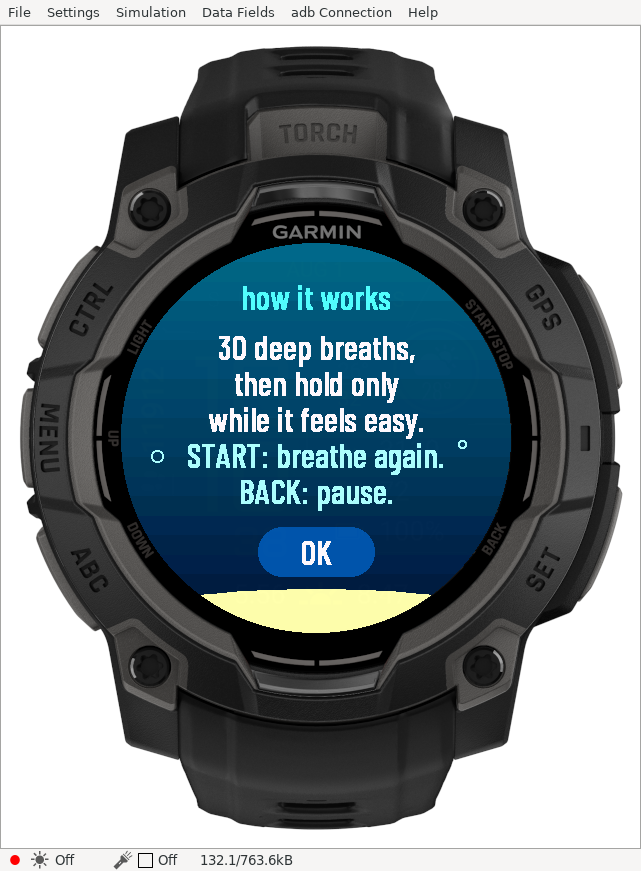 File Settings Simulation Data Fields adb Connection Help
TORCH
GARMIN
CTRL
LIGHT
GPS
START/STOP
how it works
30 deep breaths,
then hold only
while it feels easy.
START: breathe again.
BACK: pause.
OK
MENU
UP
DOWN
ABC
BACK
SET
Off Off 132.1/763.6kB